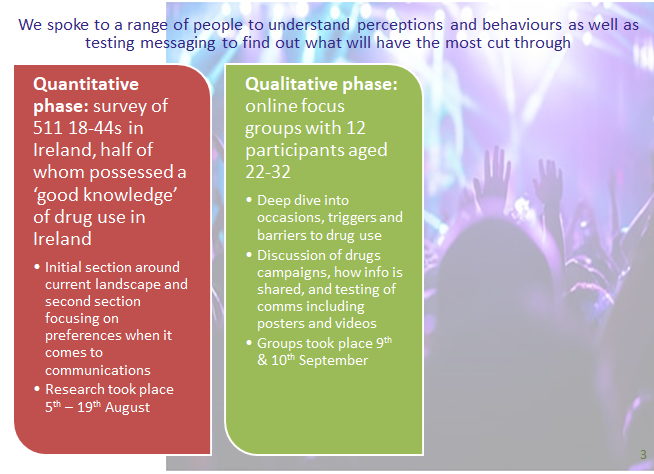 We spoke to a range of people to understand perceptions and behaviours as well as
testing messaging to find out what will have the most cut through
Quantitative
phase: survey of
511 18-44s in
Ireland, half of
whom possessed a
‘good knowledge’
of drug use in
Ireland
• Initial section around
current landscape and
second section
focusing on
preferences when it
comes to
communications
• Research took place
5th – 19th August
Qualitative phase:
online focus
groups with 12
participants aged
22-32
• Deep dive into
occasions, triggers and
barriers to drug use
• Discussion of drugs
campaigns, how info is
shared, and testing of
comms including
posters and videos
• Groups took place 9th
& 10th September
3